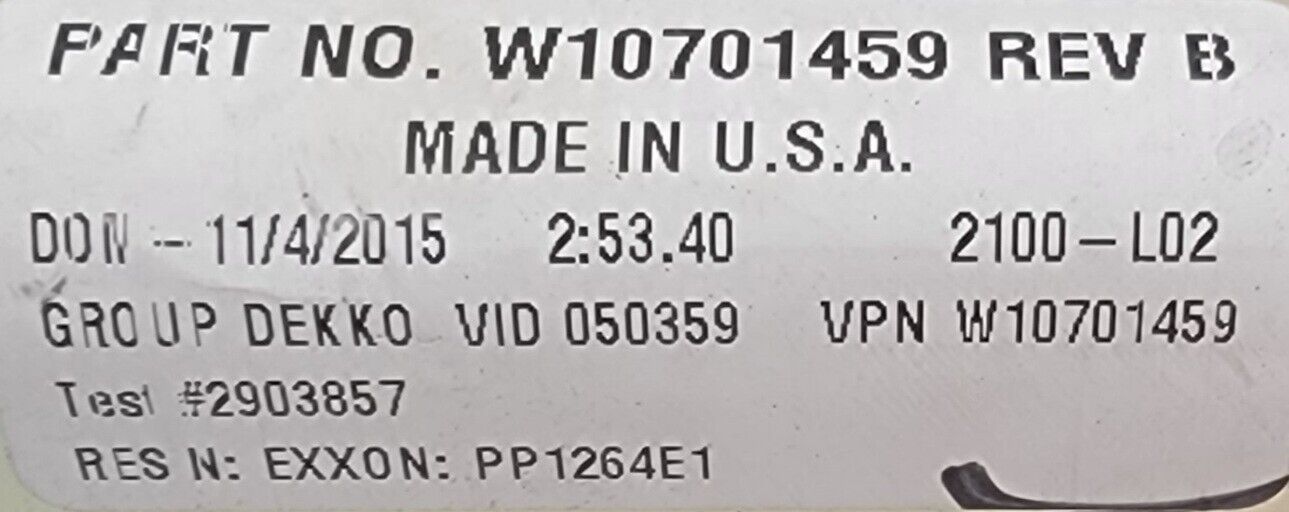 PART NO. W10701459 REV B
MADE IN U.S.A.
DON - 11/4/2015 2:53.40 2100-L02
GROUP DEKKO VID 050359 VPN W10701459
Test #2903857
RESIN: EXXON: PP1264E1